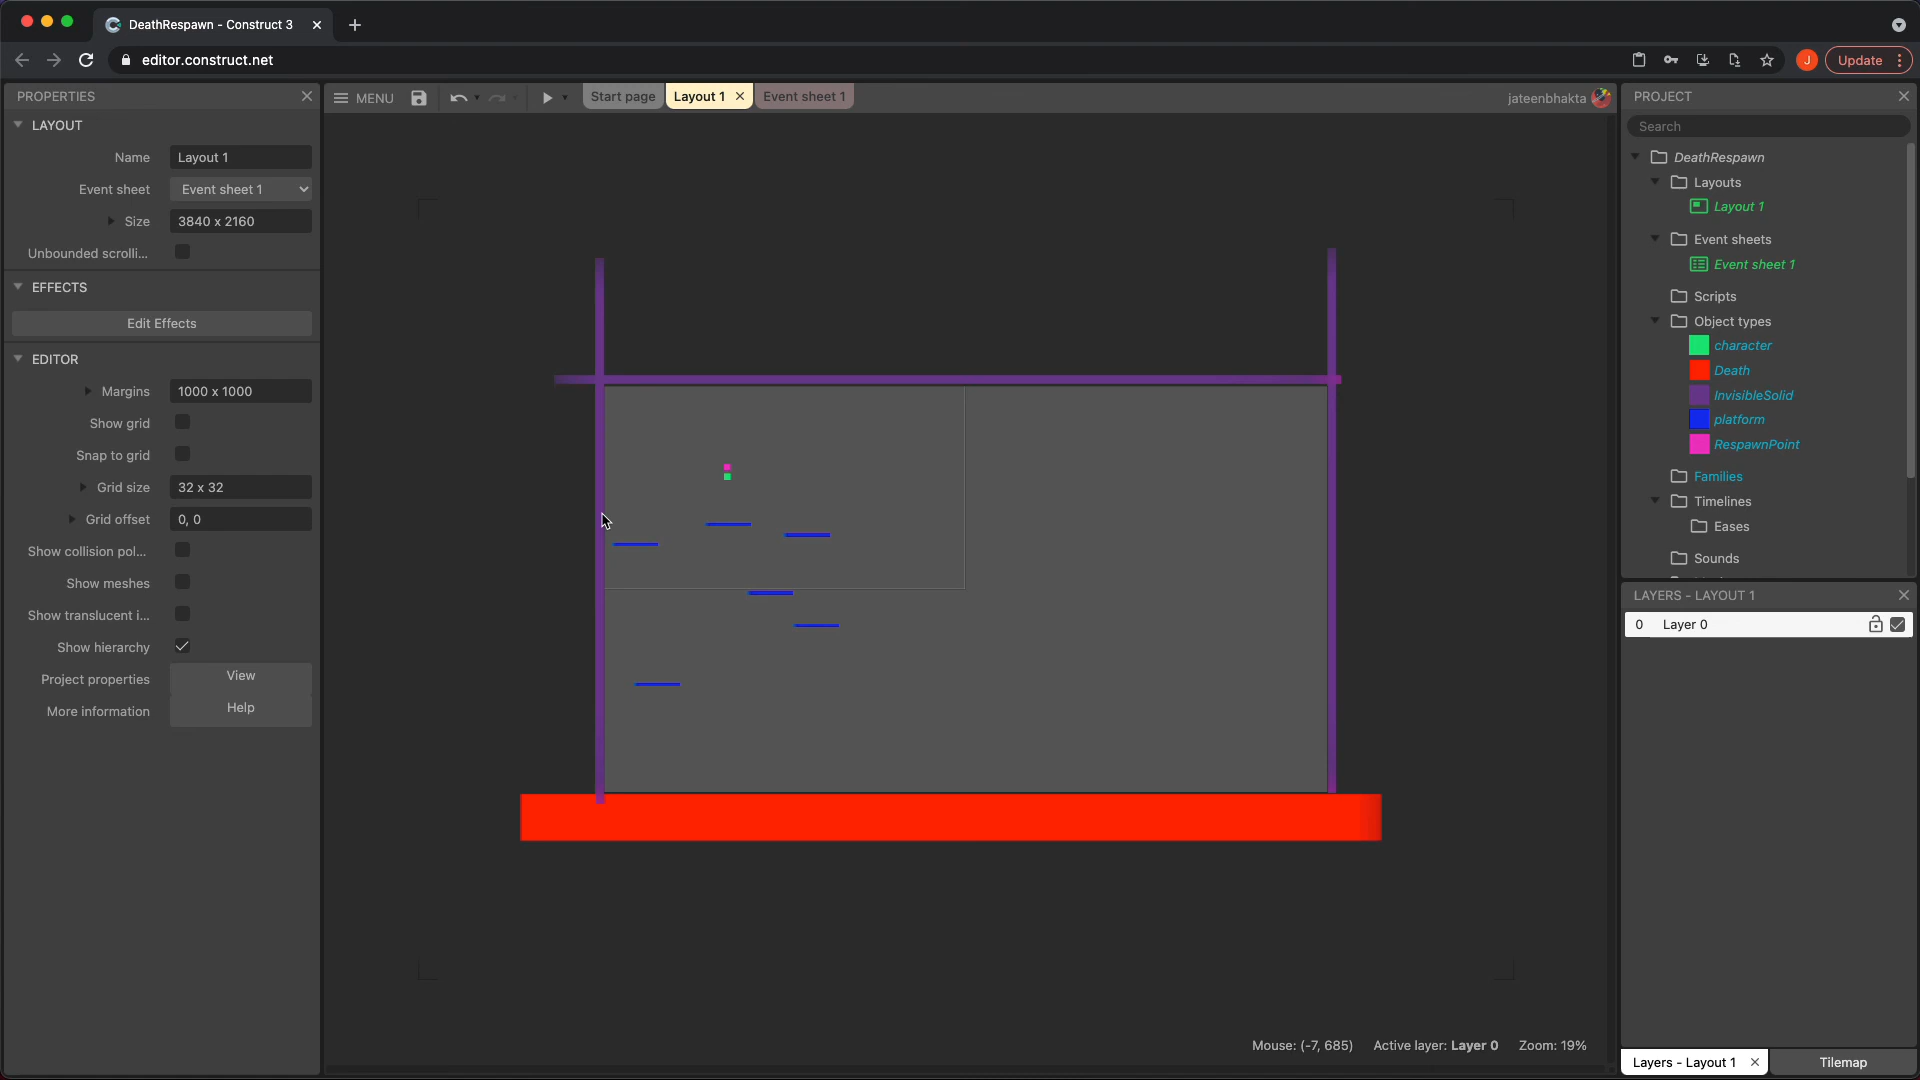 DeathRespawn - Construct 3
editor.construct.net
J
Update
PROPERTIES
LAYOUT
Name
Layout 1
Event sheet
Event sheet 1
Size
3840 x 2160
Unbounded scrolli...
EFFECTS
Edit Effects
EDITOR
Margins
1000 x 1000
Show grid
Snap to grid
Grid size
32 x 32
Grid offset
0, 0
Show collision pol...
Show meshes
Show translucent i...
Show hierarchy
Project properties
View
More information
Help
MENU
Start page
Layout 1
Event sheet 1
jateenbhakta
Mouse: (-7, 685)
Active layer: Layer 0
Zoom: 19%
PROJECT
Search
DeathRespawn
Layouts
Layout 1
Event sheets
Event sheet 1
Scripts
Object types
character
Death
InvisibleSolid
platform
RespawnPoint
Families
Timelines
Eases
Sounds
LAYERS - LAYOUT 1
0
Layer 0
Layers - Layout 1
Tilemap